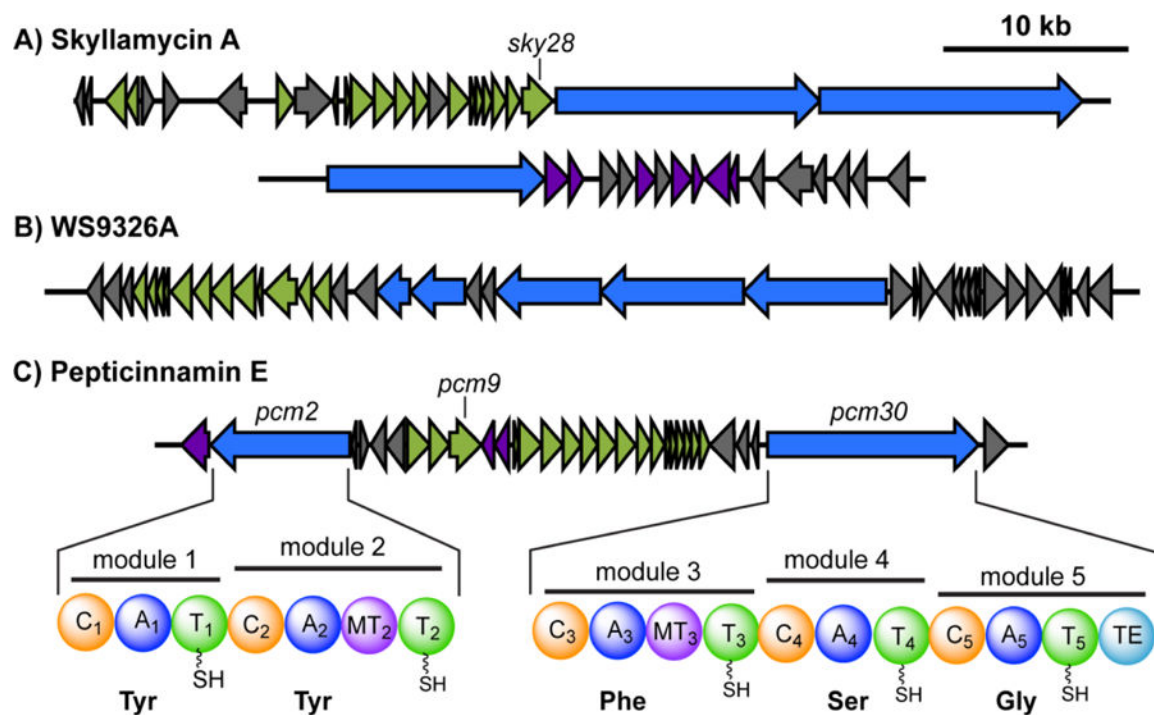 A) Skyllamycin A
sky28
10 kb
B) WS9326A
C) Pepticinnamin E
pcm2
pcm9
pcm30
module 1
module 2
module 3
module 4
module 5
C1 A1 T1 C2 A2 MT2 T2
C3 A3 MT3 T3 C4 A4 T4 C5 A5 T5 TE
SH SH SH SH SH
Tyr Tyr Phe Ser Gly